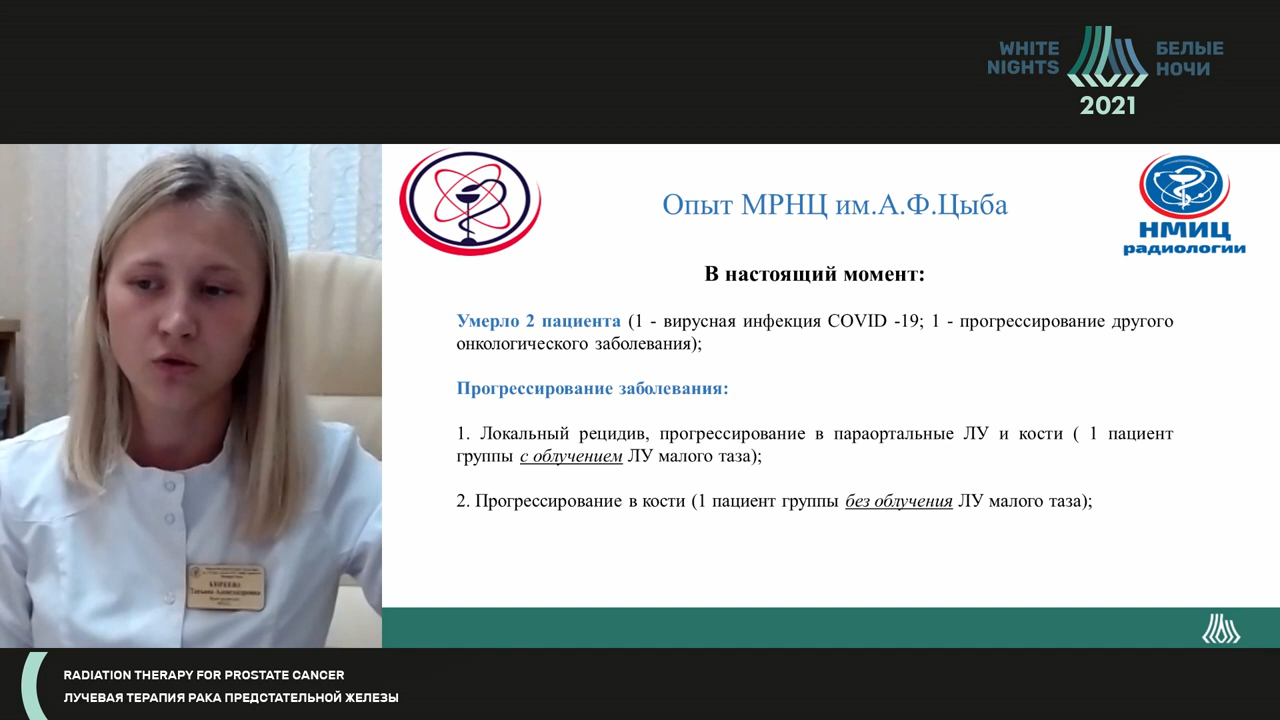 WHITE
NIGHTS
БЕЛЫЕ
НОЧИ
2021
Опыт МРНЦ им.А.Ф.Цыба
НМИЦ
радиологии
В настоящий момент:
Умерло 2 пациента (1 - вирусная инфекция COVID -19; 1 - прогрессирование другого
онкологического заболевания);
Прогрессирование заболевания:
1. Локальный рецидив, прогрессирование в параортальные ЛУ и кости ( 1 пациент
группы с облучением ЛУ малого таза);
2. Прогрессирование в кости (1 пациент группы без облучения ЛУ малого таза);
Татьяна Александровна
RADIATION THERAPY FOR PROSTATE CANCER
ЛУЧЕВАЯ ТЕРАПИЯ РАКА ПРЕДСТАТЕЛЬНОЙ ЖЕЛЕЗЫ